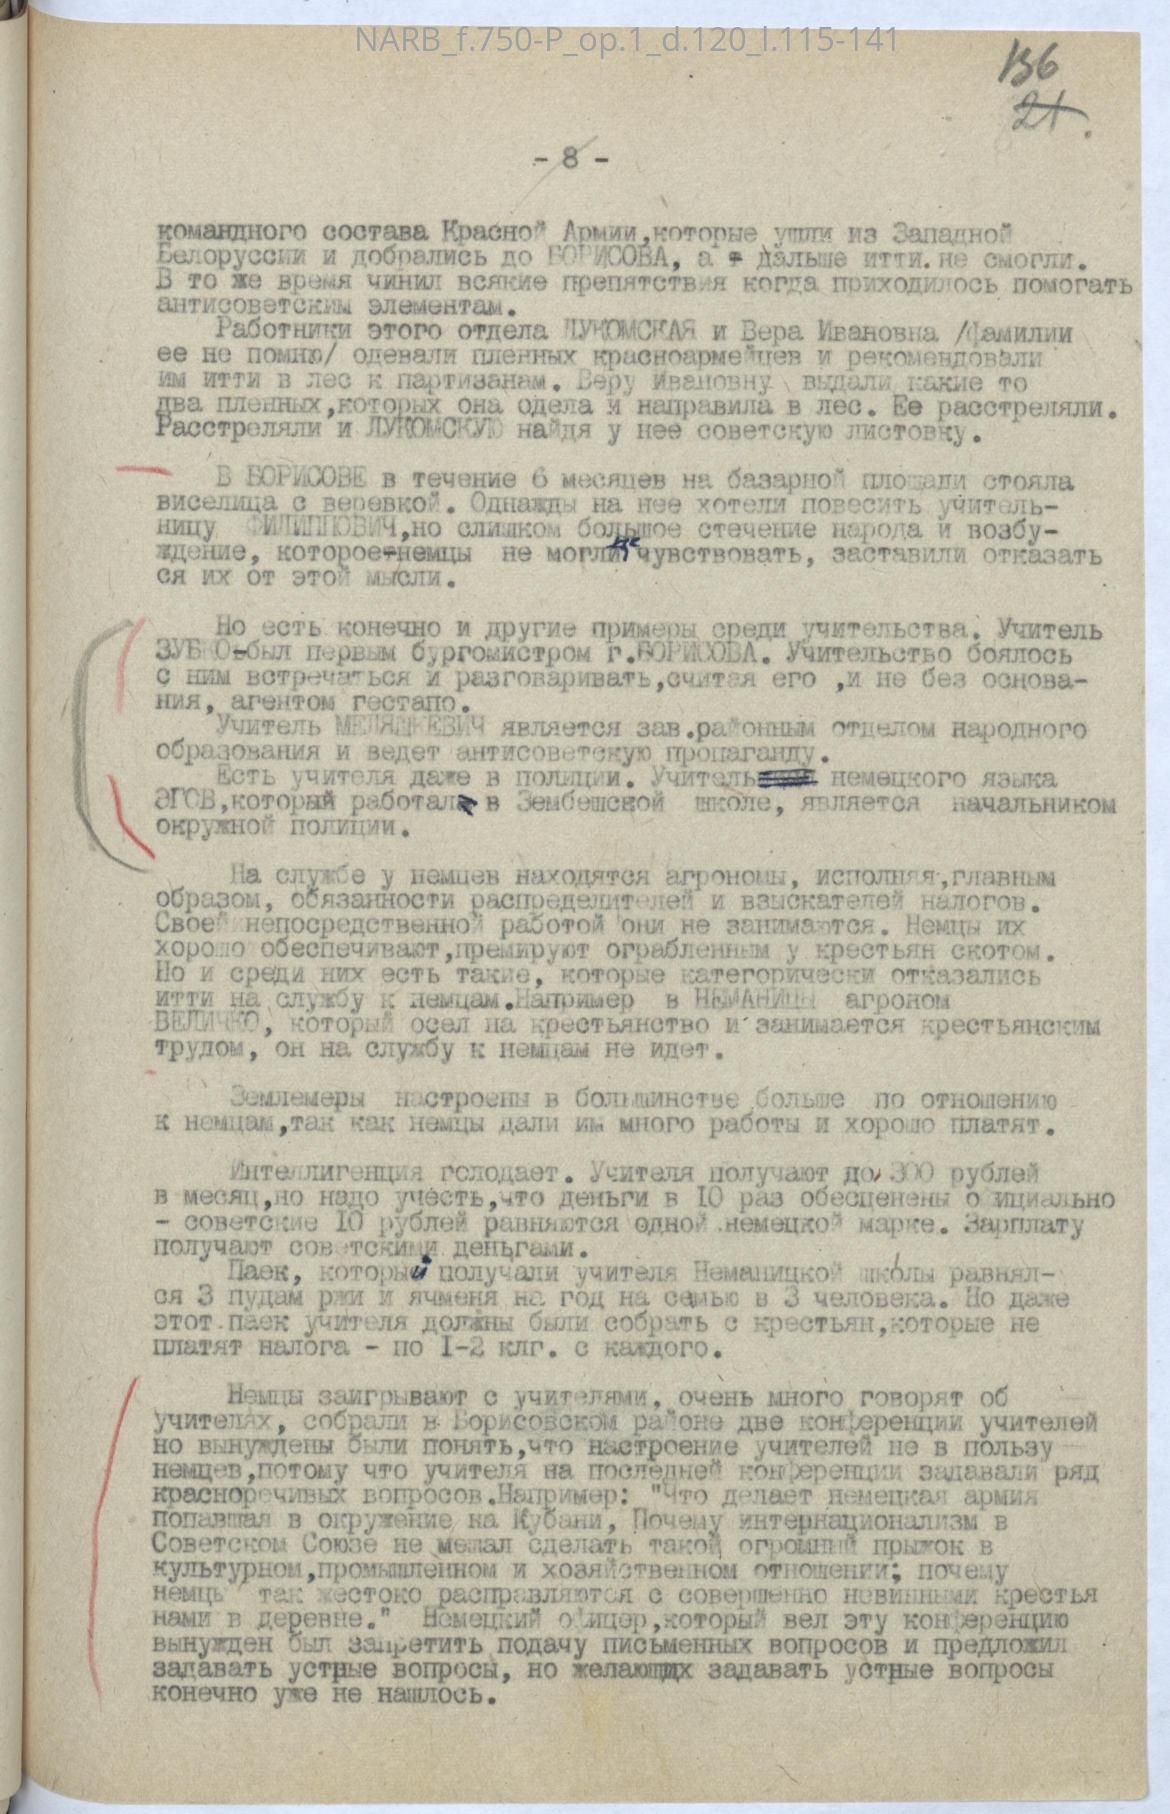 NARB_f.750-P_op.1_d.120_l.115-141
136
21.
- 8 -
командного состава Красной Армии,которые ушли из Западной
Белоруссии и добрались до БОРИСОВА, а дальше итти.не смогли.
В то же время чинил всякие препятствия когда приходилось помогать
антисоветским элементам.
Работники этого отдела ЛУКОМСКАЯ и Вера Ивановна /фамилии
ее не помню/ одевали пленных красноармейцев и рекомендовали
им итти в лес к партизанам. Веру Ивановну выдали какие то
два пленных,которых она одела и направила в лес. Ее расстреляли.
Расстреляли и ЛУКОМСКУЮ найдя у нее советскую листовку.
В БОРИСОВЕ в течение 6 месяцев на базарной площади стояла
виселица с веревкой. Однажды на нее хотели повесить учитель-
ницу ФИЛИППОВИЧ,но слишком большое стечение народа и возбу-
ждение, которое немцы не могли чувствовать, заставили отказать
ся их от этой мысли.
Но есть конечно и другие примеры среди учительства. Учитель
ЗУБКО-был первым бургомистром г.БОРИСОВА. Учительство боялось
с ним встречаться и разговаривать,считая его ,и не без основа-
ния, агентом гестапо.
Учитель МЕЛЯШКЕВИЧ является зав.районным отделом народного
образования и ведет антисоветскую пропаганду.
Есть учителя даже в полиции. Учитель немецкого языка
ЭГОВ,который работал в Зембешской школе, является начальником
окружной полиции.
На службе у немцев находятся агрономы, исполняя,главным
образом, обязанности распределителей и взыскателей налогов.
Своей непосредственной работой они не занимаются. Немцы их
хорошо обеспечивают,премируют ограбленным у крестьян скотом.
Но и среди них есть такие, которые категорически отказались
итти на службу к немцам.Например в НЕМАНИЦЫ агроном
ВЕЛИЧКО, который осел на крестьянство и занимается крестьянским
трудом, он на службу к немцам не идет.
Землемеры настроены в большинстве больше по отношению
к немцам,так как немцы дали им много работы и хорошо платят.
Интеллигенция голодает. Учителя получают до 300 рублей
в месяц,но надо учесть,что деньги в 10 раз обесценены официально
- советские 10 рублей равняются одной немецкой марке. Зарплату
получают советскими деньгами.
Паек, который получали учителя Неманицкой школы равнял-
ся 3 пудам ржи и ячменя на год на семью в 3 человека. Но даже
этот паек учителя должны были собрать с крестьян,которые не
платят налога - по I-2 клг. с каждого.
Немцы заигрывают с учителями, очень много говорят об
учителях, собрали в Борисовском районе две конференции учителей
но вынуждены были понять,что настроение учителей не в пользу
немцев,потому что учителя на последней конференции задавали ряд
красноречивых вопросов.Например: "Что делает немецкая армия
попавшая в окружение на Кубани, Почему интернационализм в
Советском Союзе не мешал сделать такой огромный прыжок в
культурном,промышленном и хозяйственном отношении; почему
немцы так жестоко расправляются с совершенно невинными крестья
нами в деревне." Немецкий офицер,который вел эту конференцию
вынужден был запретить подачу письменных вопросов и предложил
задавать устные вопросы, но желающих задавать устные вопросы
конечно уже не нашлось.